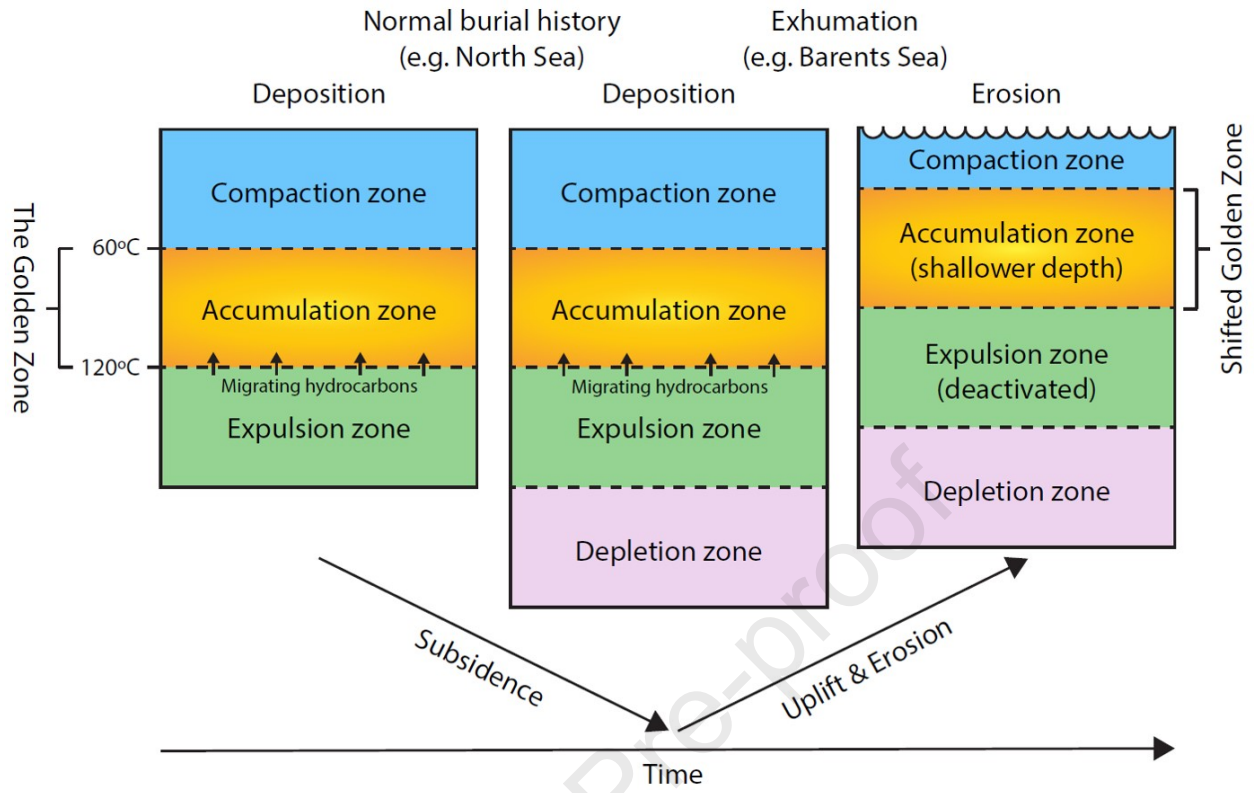 Normal burial history
(e.g. North Sea)
Exhumation
(e.g. Barents Sea)
Deposition
Deposition
Erosion
The Golden Zone
60ºC
120ºC
Compaction zone
Accumulation zone
Migrating hydrocarbons
Expulsion zone
Compaction zone
Accumulation zone
Migrating hydrocarbons
Expulsion zone
Depletion zone
Compaction zone
Accumulation zone
(shallower depth)
Expulsion zone
(deactivated)
Depletion zone
Shifted Golden Zone
Subsidence
Uplift & Erosion
Time
Pre-proof